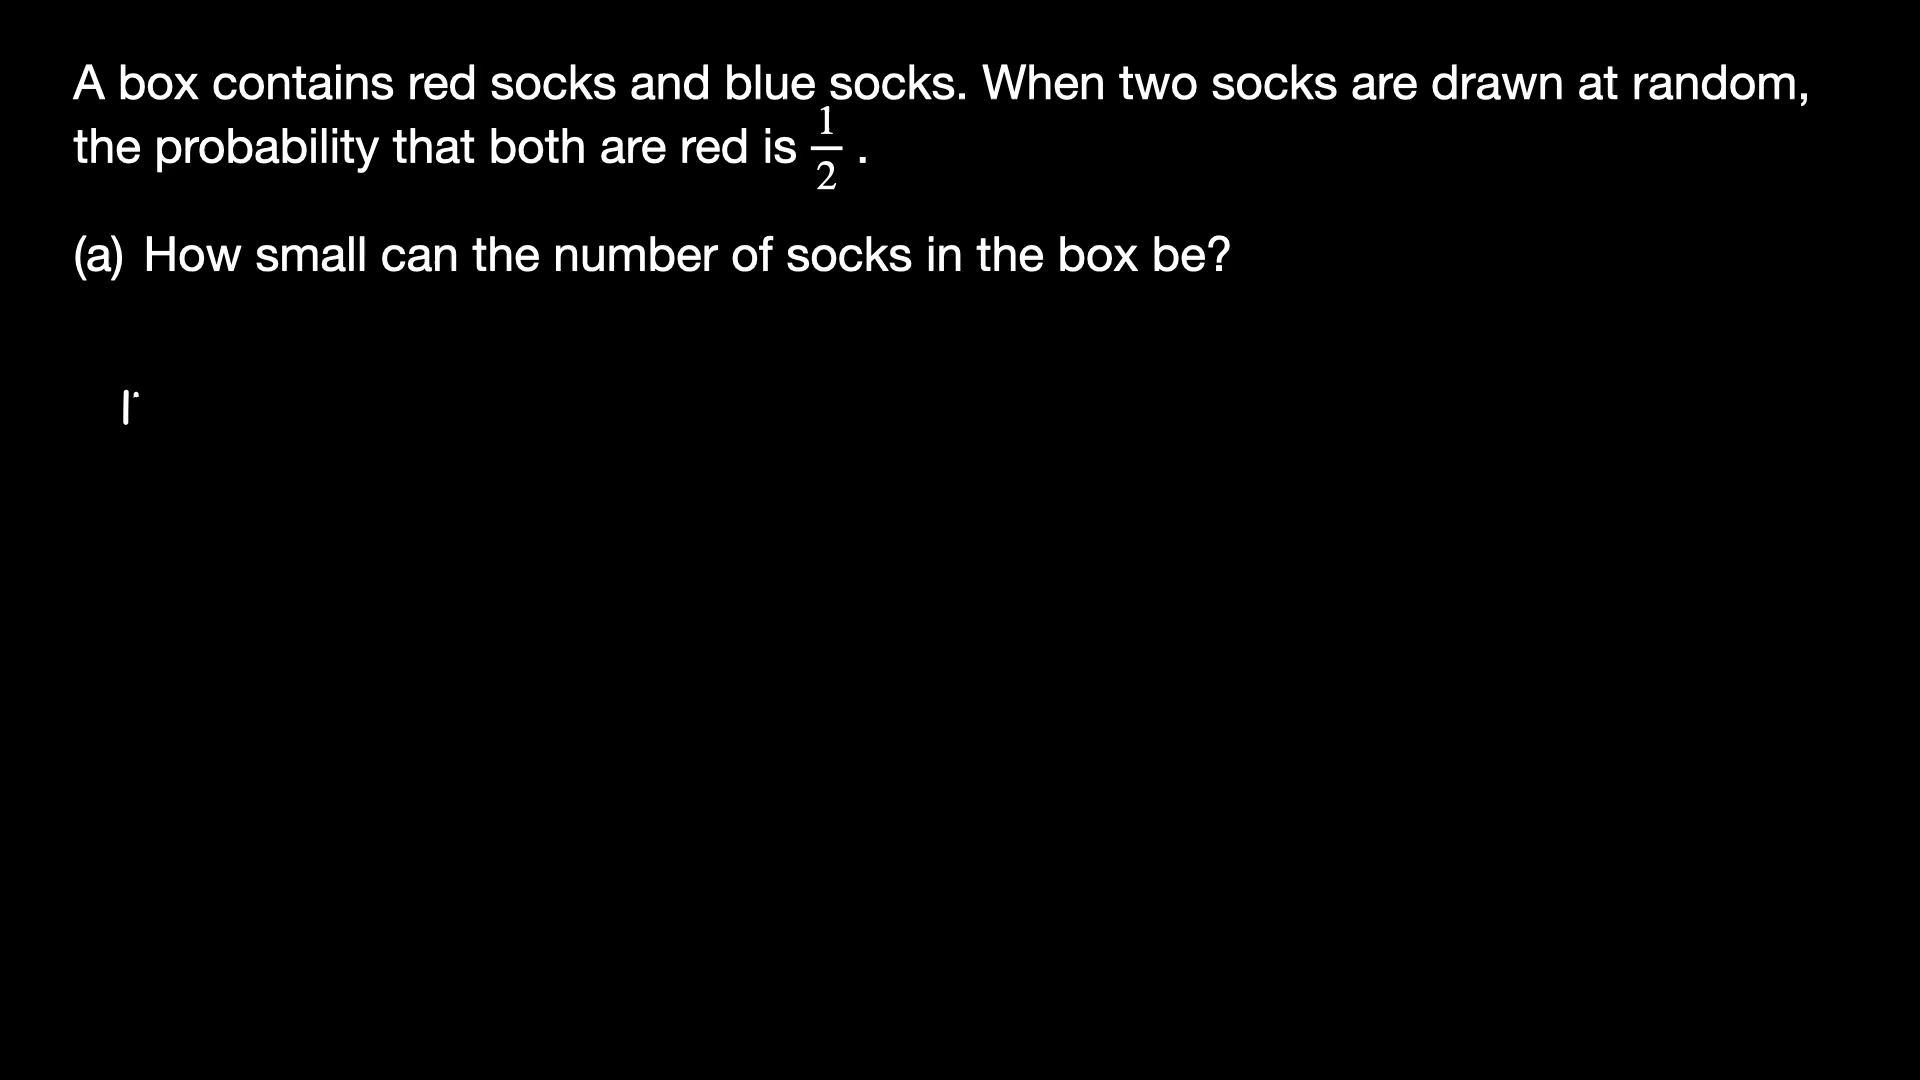 A box contains red socks and blue socks. When two socks are drawn at random,
the probability that both are red is 1/2 .
(a) How small can the number of socks in the box be?